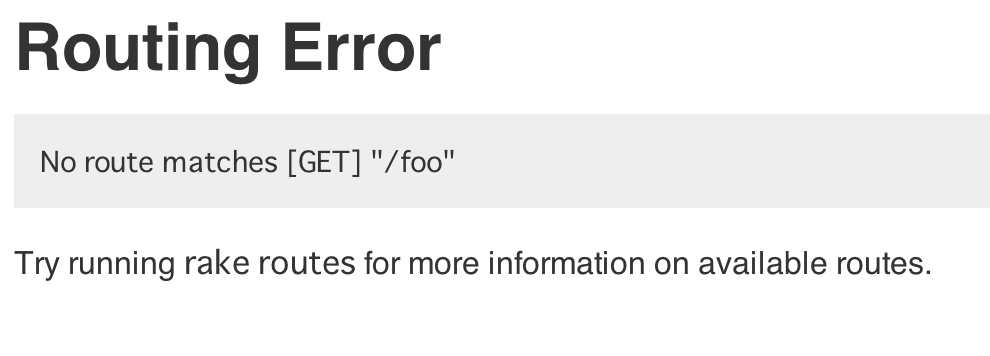 Routing Error
No route matches [GET] "/foo"
Try running rake routes for more information on available routes.